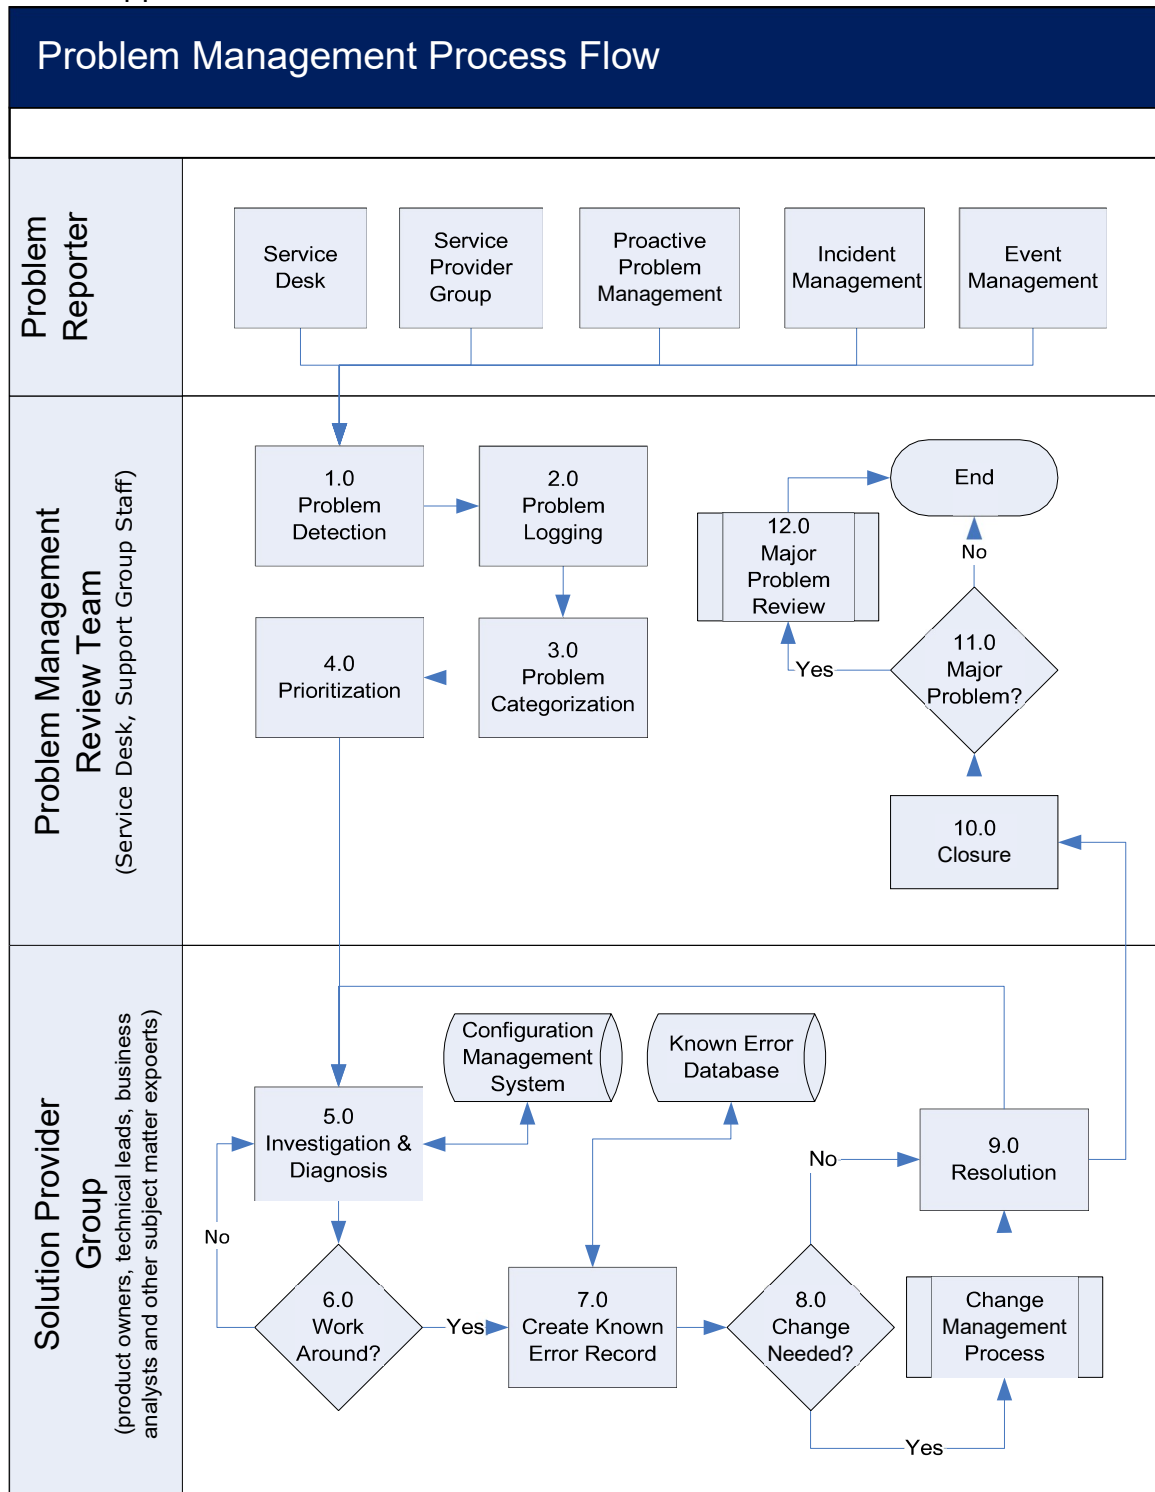 Problem Management Process Flow
Problem
Reporter
Service
Desk
Service
Provider
Group
Proactive
Problem
Management
Incident
Management
Event
Management
Problem Management
Review Team
(Service Desk, Support Group Staff)
1.0
Problem
Detection
2.0
Problem
Logging
End
12.0
Major
Problem
Review
No
4.0
Prioritization
3.0
Problem
Categorization
Yes
11.0
Major
Problem?
10.0
Closure
Solution Provider
Group
(product owners, technical leads, business
analysts and other subject matter expoerts)
Configuration
Management
System
Known Error
Database
5.0
Investigation &
Diagnosis
No
9.0
Resolution
No
6.0
Work
Around?
Yes
7.0
Create Known
Error Record
8.0
Change
Needed?
Change
Management
Process
Yes